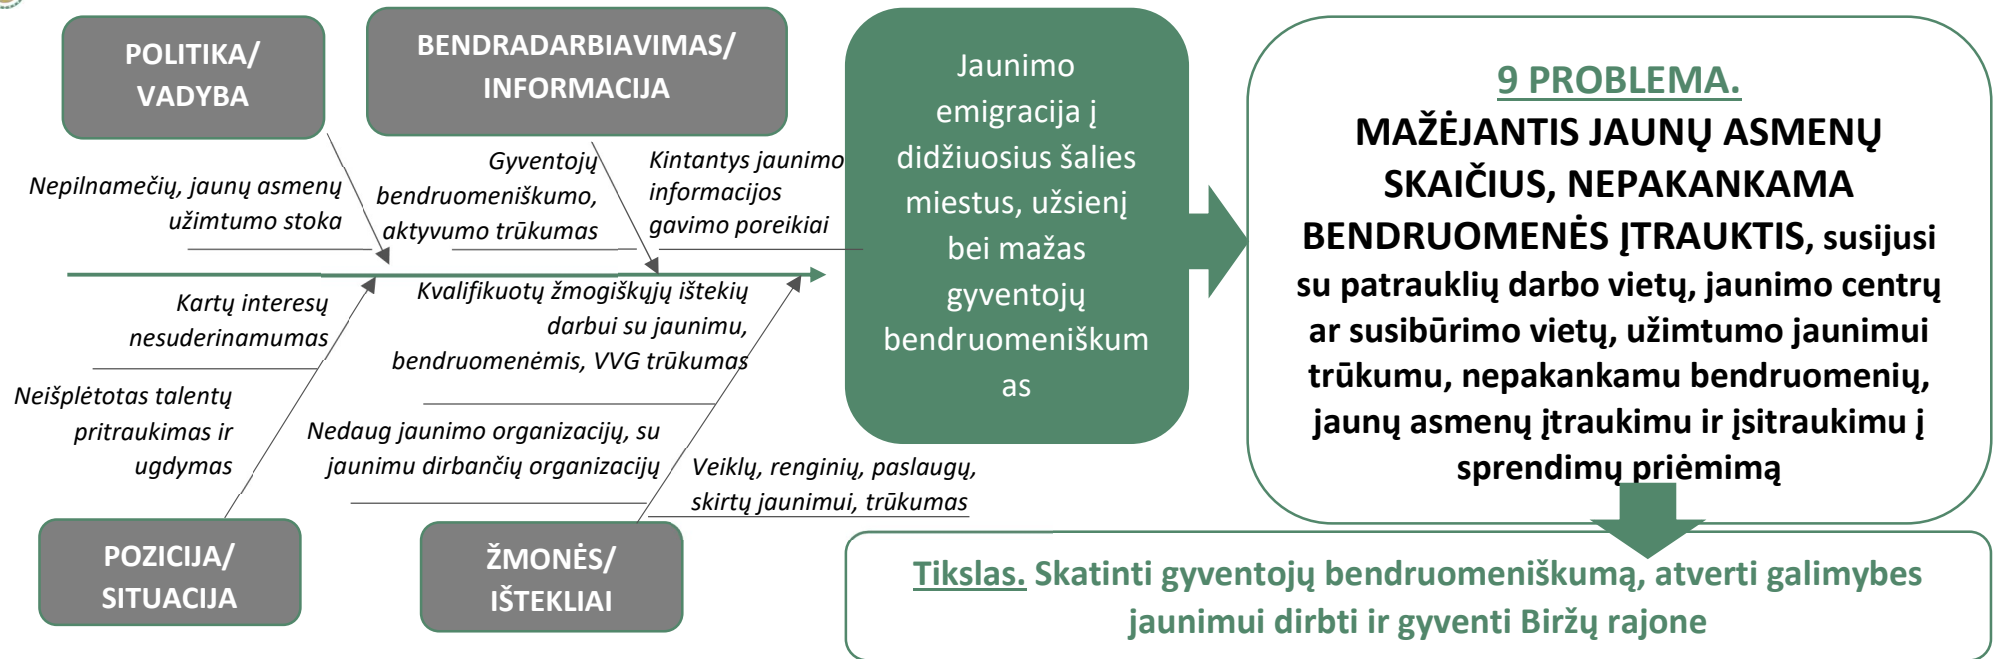 POLITIKA/
VADYBA
BENDRADARBIAVIMAS/
INFORMACIJA
Nepilnamečių, jaunų asmenų
užimtumo stoka
Gyventojų
bendruomeniškumo,
aktyvumo trūkumas
Kintantys jaunimo
informacijos
gavimo poreikiai
Kartų interesų
nesuderinamumas
Neišplėtotas talentų
pritraukimas ir
ugdymas
Kvalifikuotų žmogiškųjų ištekių
darbui su jaunimu,
bendruomenėmis, VVG trūkumas
Nedaug jaunimo organizacijų, su
jaunimu dirbančių organizacijų
Veiklų, renginių, paslaugų,
skirtų jaunimui, trūkumas
POZICIJA/
SITUACIJA
ŽMONĖS/
IŠTEKLIAI
Jaunimo
emigracija į
didžiuosius šalies
miestus, užsienį
bei mažas
gyventojų
bendruomeniškum
as
9 PROBLEMA.
MAŽĖJANTIS JAUNŲ ASMENŲ
SKAIČIUS, NEPAKANKAMA
BENDRUOMENĖS ĮTRAUKTIS, susijusi
su patrauklių darbo vietų, jaunimo centrų
ar susibūrimo vietų, užimtumo jaunimui
trūkumu, nepakankamu bendruomenių,
jaunų asmenų įtraukimu ir įsitraukimu į
sprendimų priėmimą
Tikslas. Skatinti gyventojų bendruomeniškumą, atverti galimybes
jaunimui dirbti ir gyventi Biržų rajone